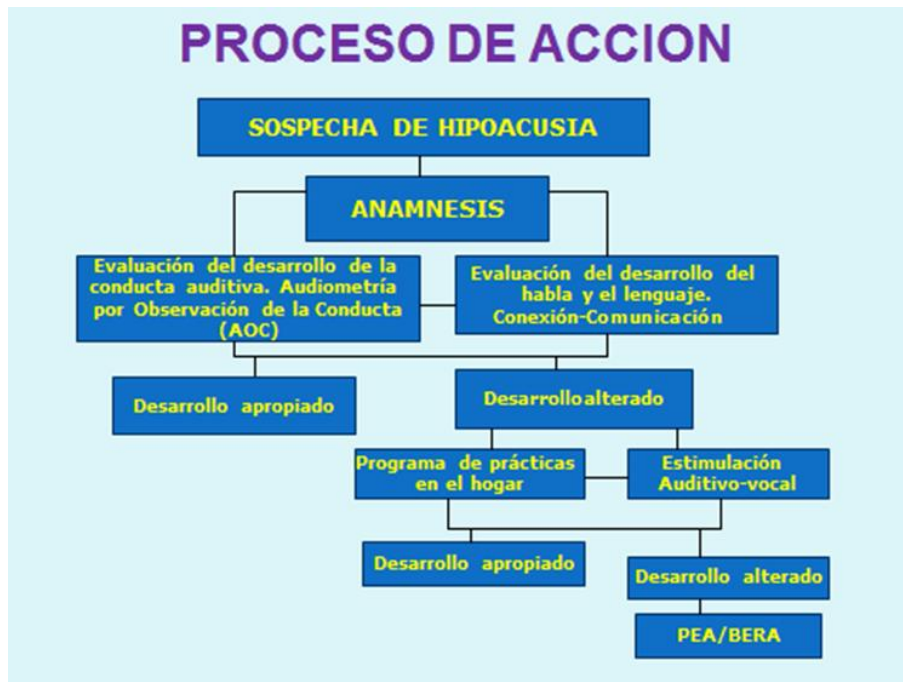 PROCESO DE ACCION
SOSPECHA DE HIPOACUSIA
ANAMNESIS
Evaluación del desarrollo de la
conducta auditiva. Audiometría
por Observación de la Conducta
(AOC)
Evaluación del desarrollo del
habla y el lenguaje.
Conexión-Comunicación
Desarrollo apropiado
Desarrollo alterado
Programa de prácticas
en el hogar
Estimulación
Auditivo-vocal
Desarrollo apropiado
Desarrollo alterado
PEA/BERA